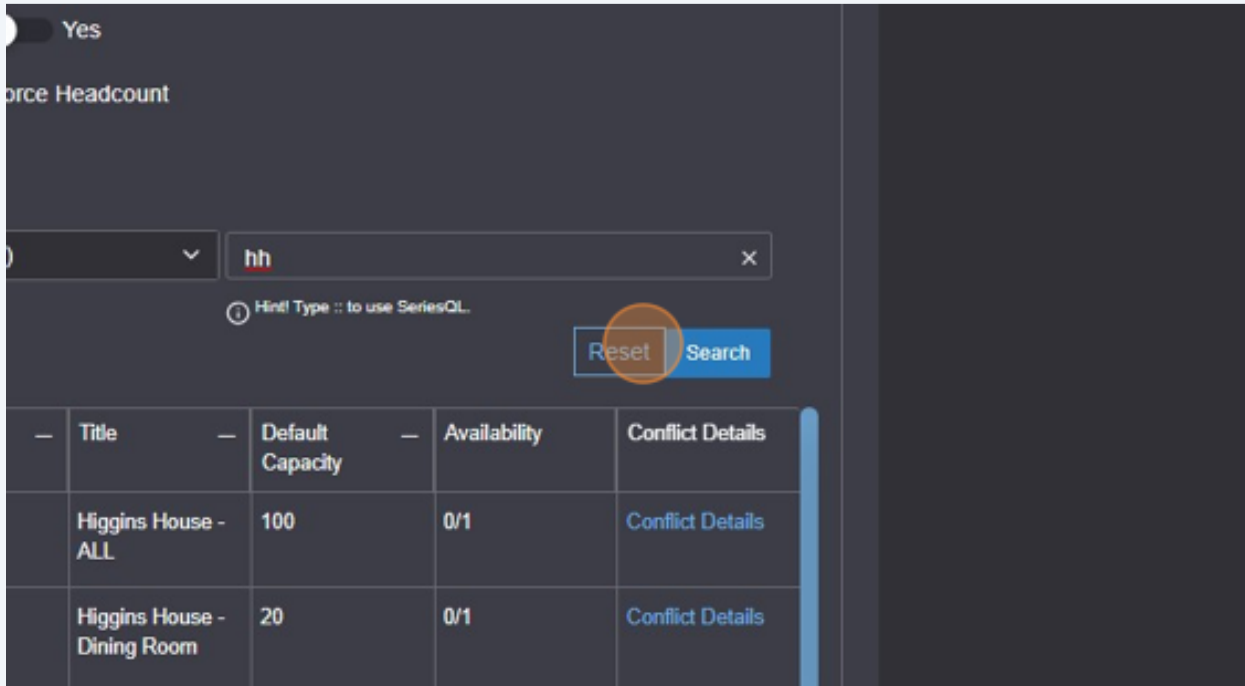 Yes
orce Headcount
)
hh
Hint! Type :: to use SeriesQL.
Reset Search
Title Default Capacity Availability Conflict Details
Higgins House - ALL 100 0/1 Conflict Details
Higgins House - Dining Room 20 0/1 Conflict Details